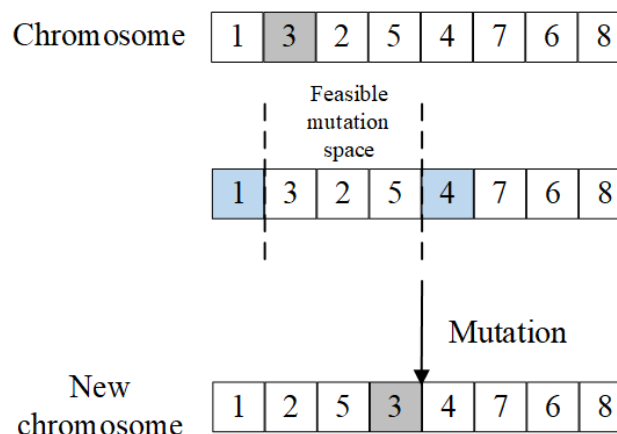 Chromosome 1 3 2 5 4 7 6 8
Feasible
mutation
space
1 3 2 5 4 7 6 8
Mutation
New
chromosome 1 2 5 3 4 7 6 8